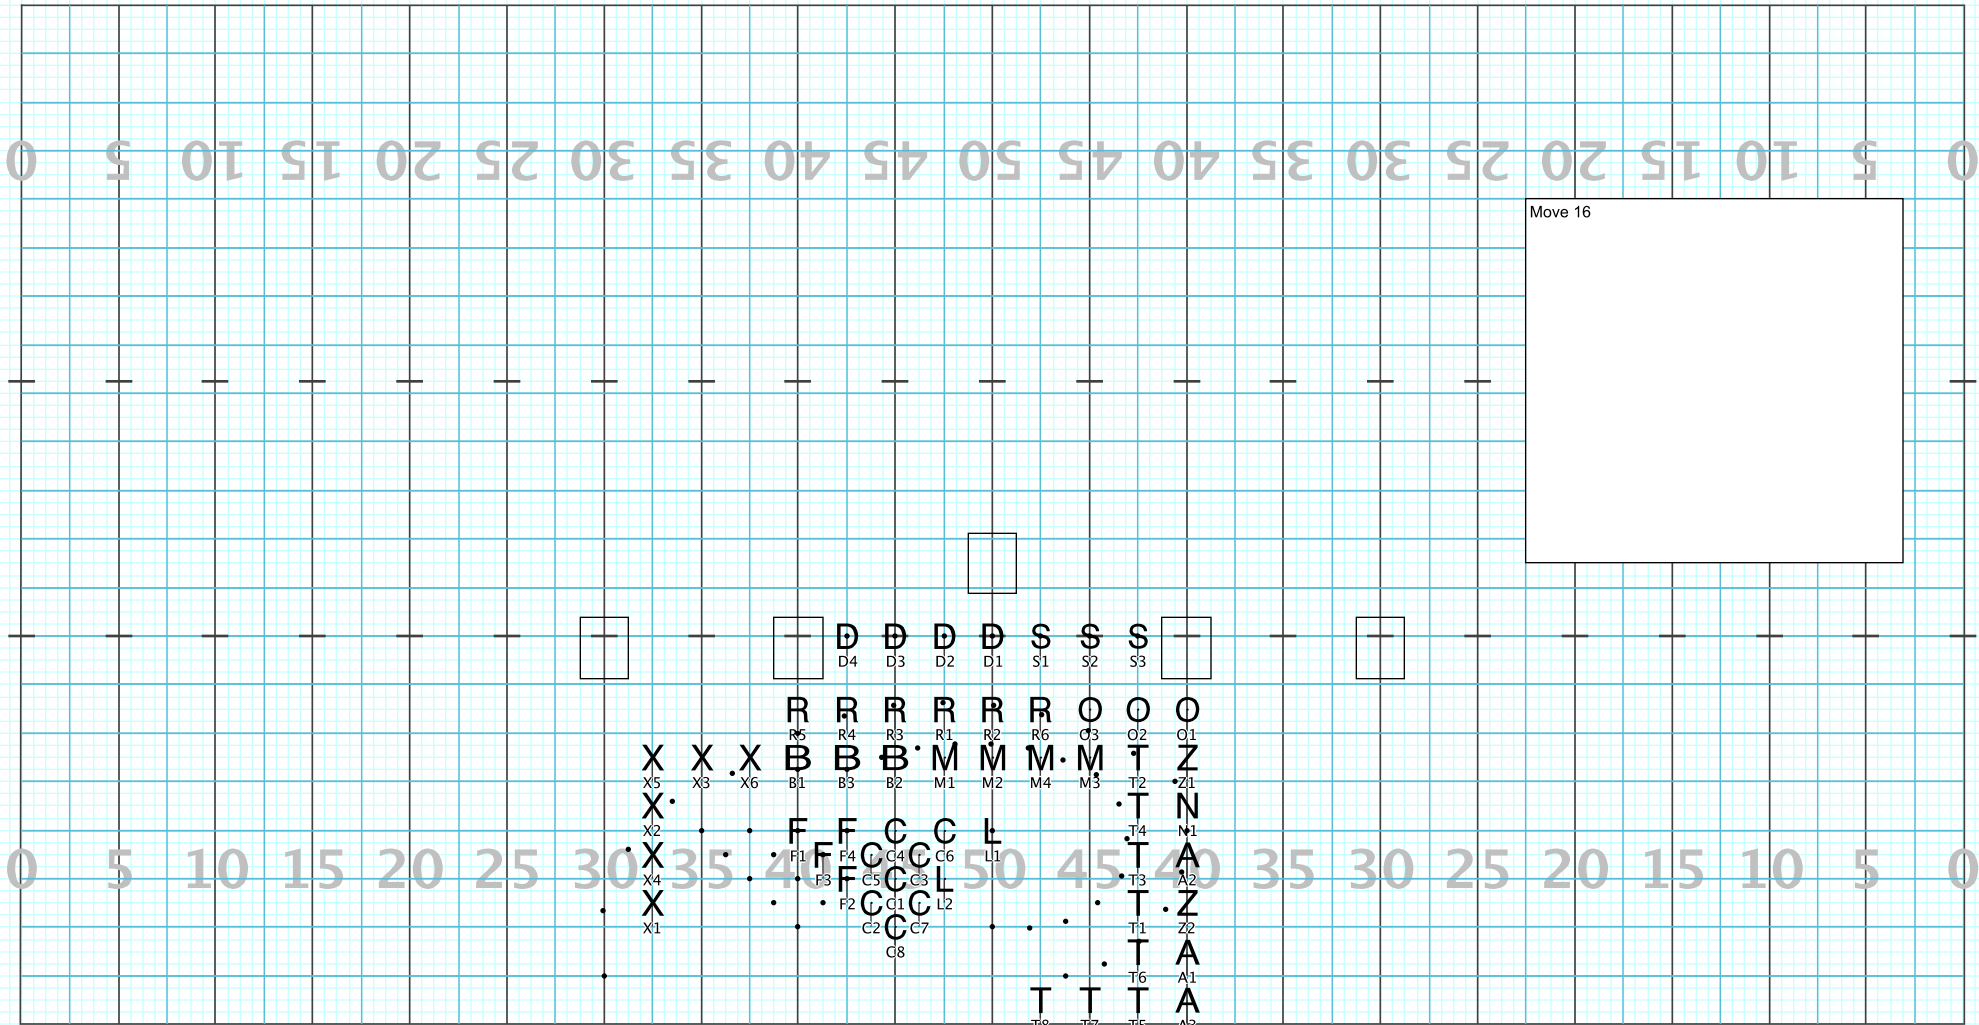 0 5 10 15 20 25 30 35 40 45 50 45 40 35 30 25 20 15 10 5 0
Move 16
D D D D S S S
D4 D3 D2 D1 S1 S2 S3
R R R R R R O O O
R5 R4 R3 R1 R2 R6 O3 O2 O1
X X X B B B M M M M T Z
X5 X3 X6 B1 B3 B2 M1 M2 M4 M3 T2 Z1
X T N
X2 T4 N1
F F C C L
F1 F4 C4 C6 L1
X F C C T A
X4 F3 C5 C3 T3 A2
0 5 10 15 20 25 30 35 40 45 50 45 40 35 30 25 20 15 10 5 0
F C L
F2 C1 L2
X C C T Z
X1 C2 C7 T1 Z2
C
C8
T A
T6 A1
T T T A
T8 T7 T5 A3